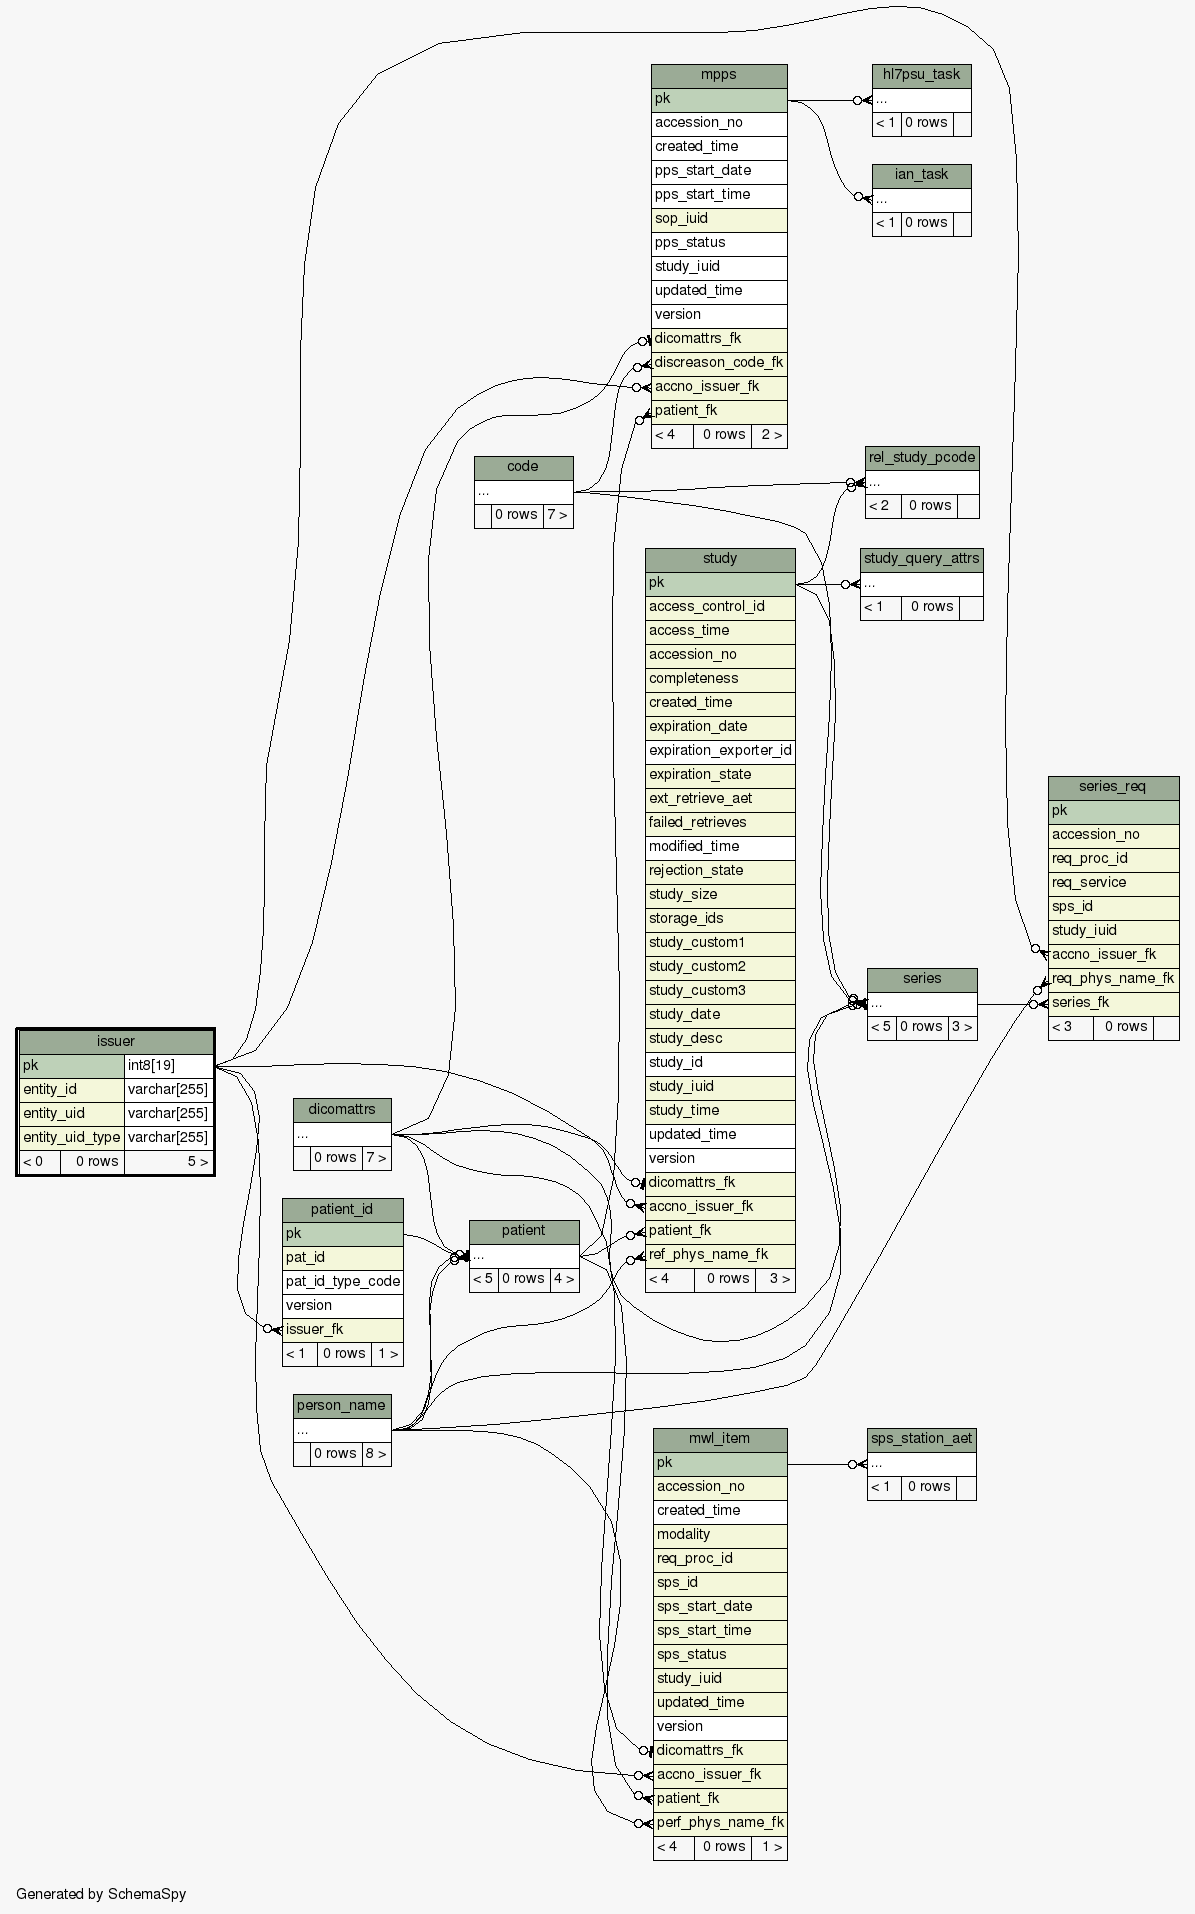 mpps
pk
accession_no
created_time
pps_start_date
pps_start_time
sop_iuid
pps_status
study_iuid
updated_time
version
dicomattrs_fk
discreason_code_fk
accno_issuer_fk
patient_fk
< 4 0 rows 2 >
hl7psu_task
...
< 1 0 rows
ian_task
...
< 1 0 rows
code
...
0 rows 7 >
rel_study_pcode
...
< 2 0 rows
study_query_attrs
...
< 1 0 rows
study
pk
access_control_id
access_time
accession_no
completeness
created_time
expiration_date
expiration_exporter_id
expiration_state
ext_retrieve_aet
failed_retrieves
modified_time
rejection_state
study_size
storage_ids
study_custom1
study_custom2
study_custom3
study_date
study_desc
study_id
study_iuid
study_time
updated_time
version
dicomattrs_fk
accno_issuer_fk
patient_fk
ref_phys_name_fk
< 4 0 rows 3 >
series_req
pk
accession_no
req_proc_id
req_service
sps_id
study_iuid
accno_issuer_fk
req_phys_name_fk
series_fk
< 3 0 rows
series
...
< 5 0 rows 3 >
issuer
pk int8[19]
entity_id varchar[255]
entity_uid varchar[255]
entity_uid_type varchar[255]
< 0 0 rows 5 >
dicomattrs
...
0 rows 7 >
patient_id
pk
pat_id
pat_id_type_code
version
issuer_fk
< 1 0 rows 1 >
patient
...
< 5 0 rows 4 >
person_name
...
0 rows 8 >
mwl_item
pk
accession_no
created_time
modality
req_proc_id
sps_id
sps_start_date
sps_start_time
sps_status
study_iuid
updated_time
version
dicomattrs_fk
accno_issuer_fk
patient_fk
perf_phys_name_fk
< 4 0 rows 1 >
sps_station_aet
...
< 1 0 rows
Generated by SchemaSpy